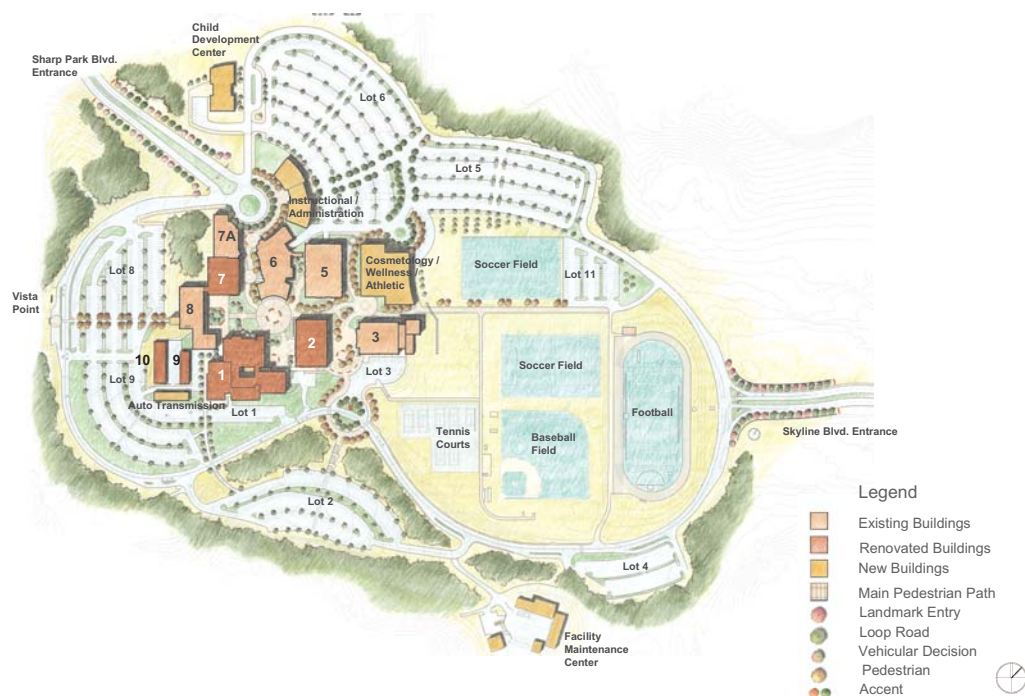 Child
Development
Center
Sharp Park Blvd.
Entrance
Lot 6
Lot 5
Instructional /
Administration
7A
6
5
Cosmetology /
Wellness /
Athletic
Soccer Field
Lot 11
Lot 8
7
Vista
Point
8
2
3
10
9
1
Lot 9
Lot 3
Soccer Field
Auto Transmission
Lot 1
Football
Tennis
Courts
Baseball
Field
Skyline Blvd. Entrance
Lot 2
Lot 4
Facility
Maintenance
Center
Legend
Existing Buildings
Renovated Buildings
New Buildings
Main Pedestrian Path
Landmark Entry
Loop Road
Vehicular Decision
Pedestrian
Accent